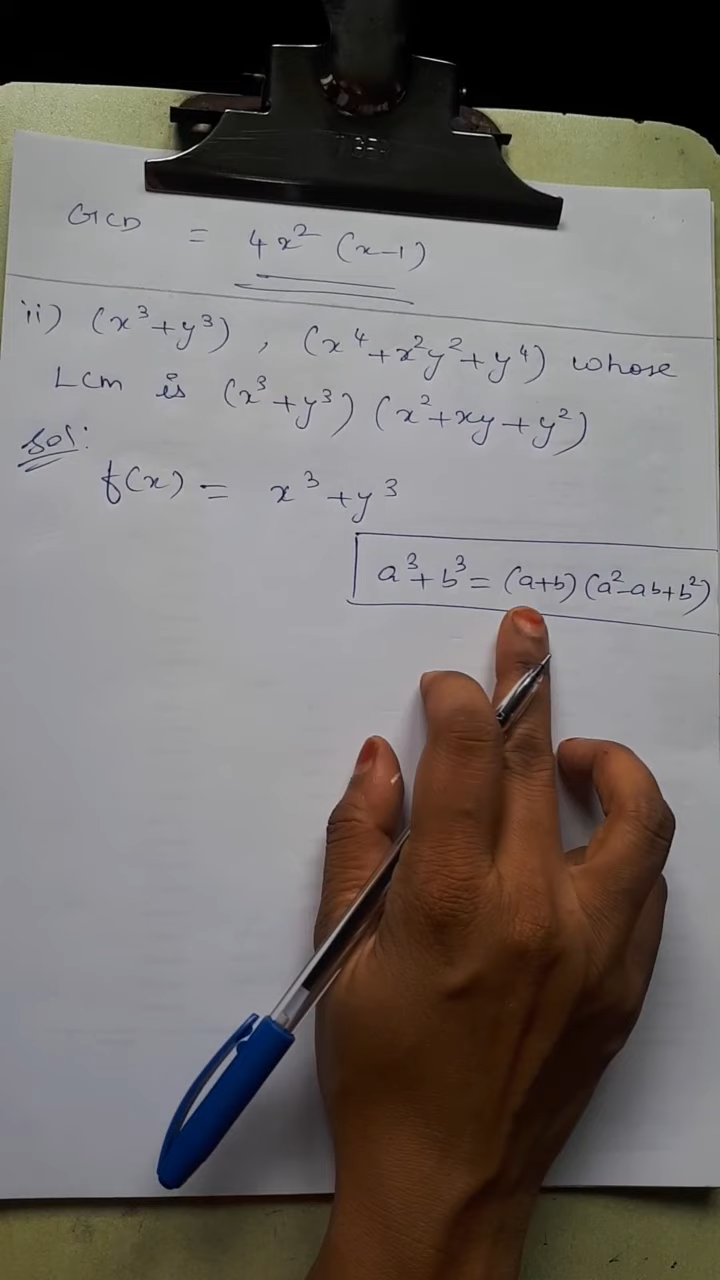 TIGER
GCD = 4x² (x-1)
ii) (x³+y³) , (x⁴+x²y²+y⁴) whose
Lcm is (x³+y³) (x²+xy+y²)
Sol:
f(x) = x³+y³
a³+b³ = (a+b) (a²-ab+b²)